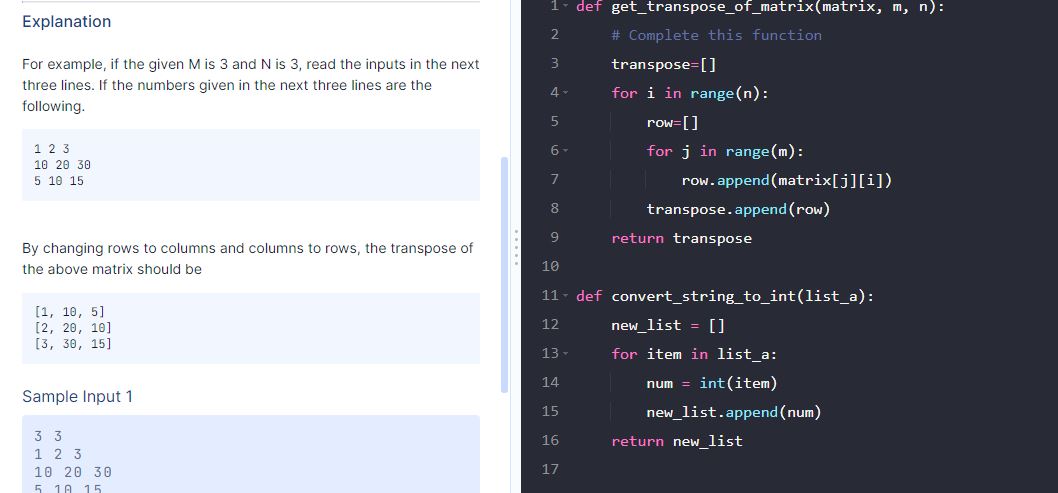 Explanation
For example, if the given M is 3 and N is 3, read the inputs in the next
three lines. If the numbers given in the next three lines are the
following.
1 2 3
10 20 30
5 10 15
By changing rows to columns and columns to rows, the transpose of
the above matrix should be
[1, 10, 5]
[2, 20, 10]
[3, 30, 15]
Sample Input 1
3 3
1 2 3
10 20 30
5 10 15
1 def get_transpose_of_matrix(matrix, m, n):
2 # Complete this function
3 transpose=[]
4 for i in range(n):
5 row=[]
6 for j in range(m):
7 row.append(matrix[j][i])
8 transpose.append(row)
9 return transpose
10
11 def convert_string_to_int(list_a):
12 new_list = []
13 for item in list_a:
14 num = int(item)
15 new_list.append(num)
16 return new_list
17